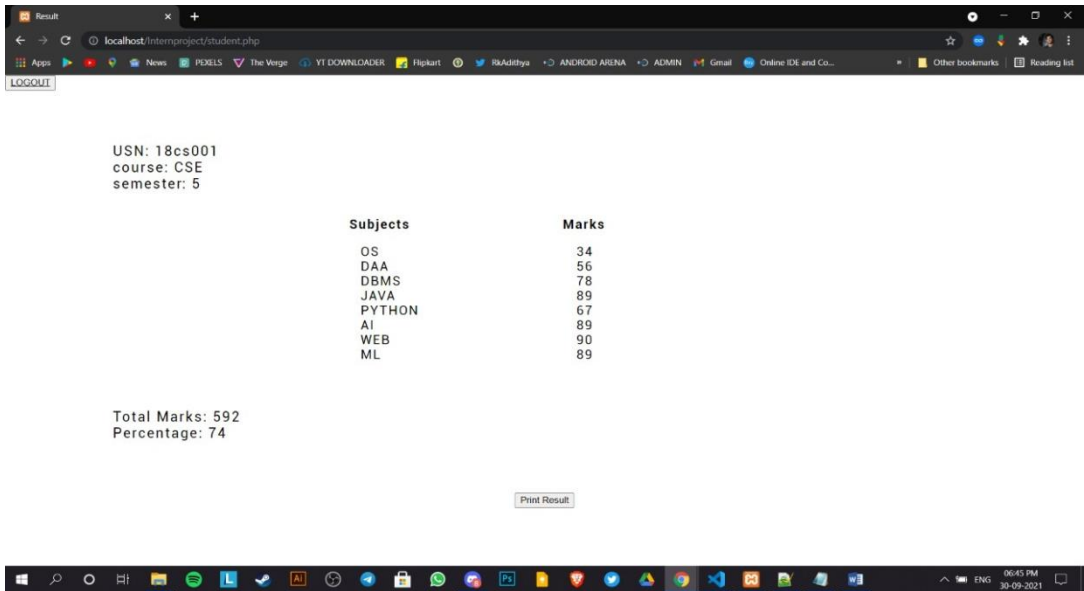 Result
localhost/Internproject/student.php
Apps News PEXELS The Verge YT DOWNLOADER Flipkart RkAdithya ANDROID ARENA ADMIN Gmail Online IDE and Co... Other bookmarks Reading list
LOGOUT
USN: 18cs001
course: CSE
semester: 5
Subjects Marks
OS 34
DAA 56
DBMS 78
JAVA 89
PYTHON 67
AI 89
WEB 90
ML 89
Total Marks: 592
Percentage: 74
Print Result
L Ai Ps W
ENG 06:45 PM
30-09-2021